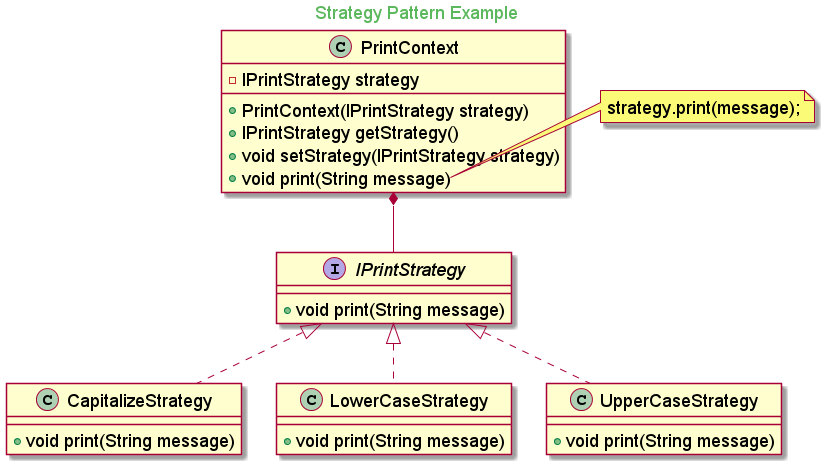 Strategy Pattern Example
C PrintContext
IPrintStrategy strategy
PrintContext(IPrintStrategy strategy)
IPrintStrategy getStrategy()
void setStrategy(IPrintStrategy strategy)
void print(String message)
strategy.print(message);
I IPrintStrategy
void print(String message)
C CapitalizeStrategy
void print(String message)
C LowerCaseStrategy
void print(String message)
C UpperCaseStrategy
void print(String message)